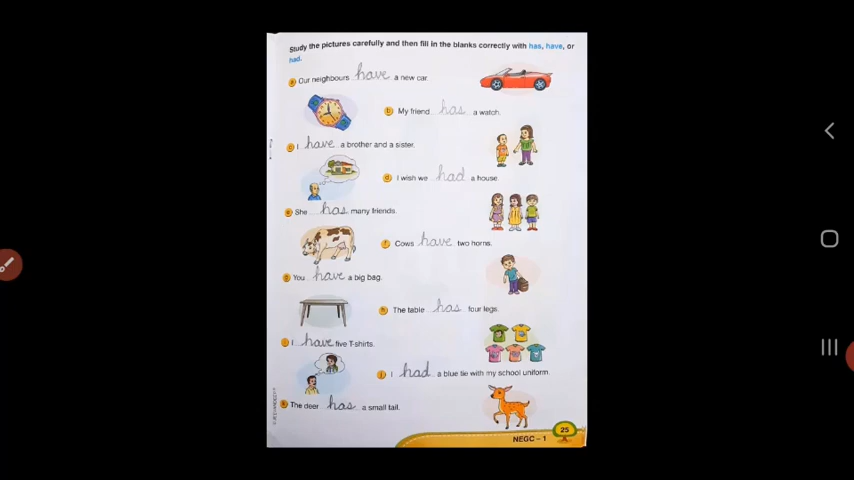 Study the pictures carefully and then fill in the blanks correctly with has, have, or
had.
a Our neighbours have a new car.
b My friend has a watch.
c I have a brother and a sister.
d I wish we had a house.
e She has many friends.
f Cows have two horns.
g You have a big bag.
h The table has four legs.
i I have five T-shirts.
j I had a blue tie with my school uniform.
k The deer has a small tail.
25
NEGC – 1